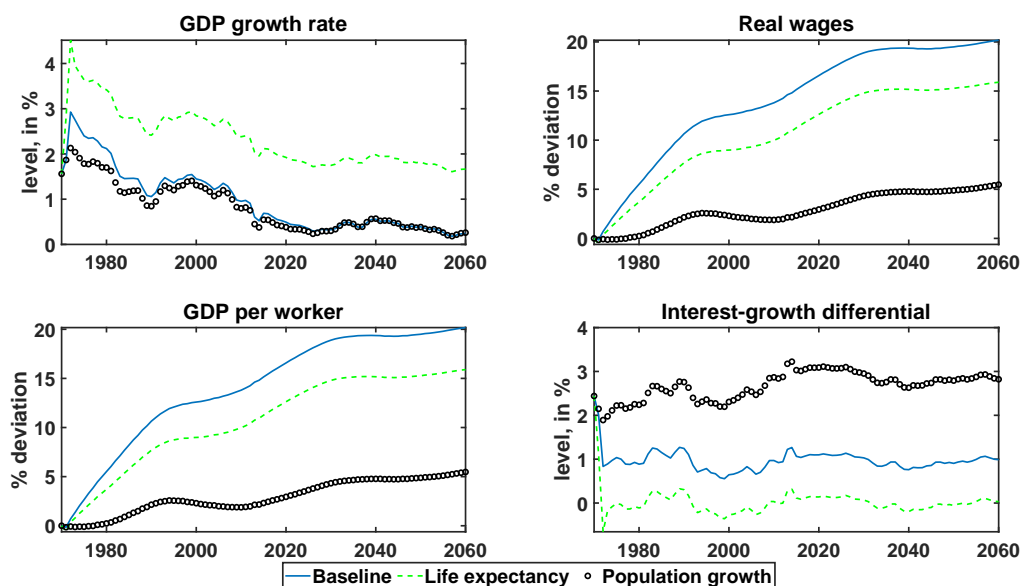 GDP growth rate
level, in %
0
1
2
3
4
1980 2000 2020 2040 2060
Real wages
% deviation
0
5
10
15
20
1980 2000 2020 2040 2060
GDP per worker
% deviation
0
5
10
15
20
1980 2000 2020 2040 2060
Interest-growth differential
level, in %
0
1
2
3
4
1980 2000 2020 2040 2060
Baseline Life expectancy Population growth